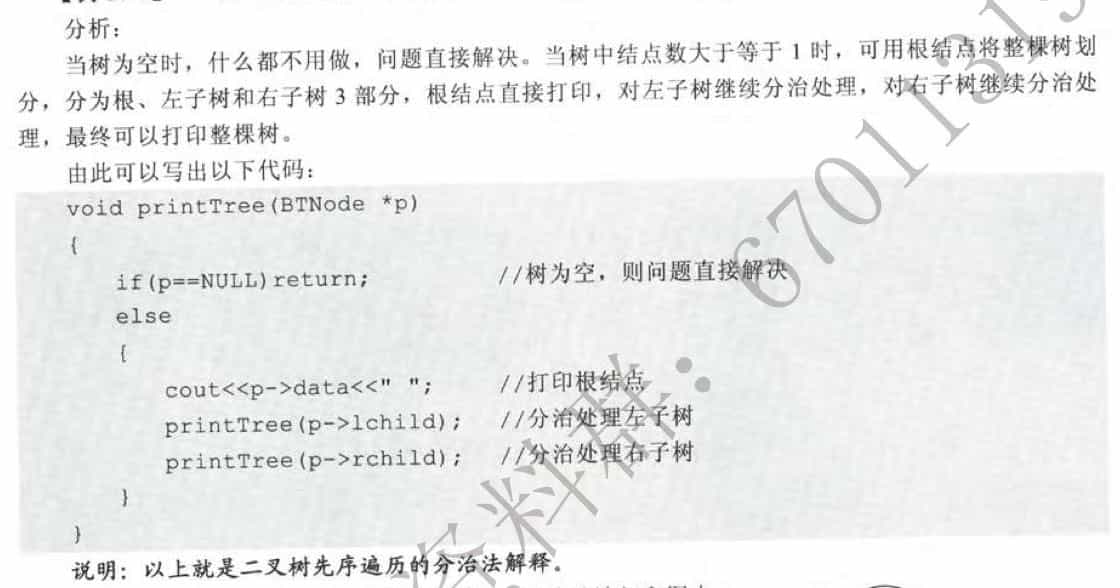 分析：
当树为空时，什么都不用做，问题直接解决。当树中结点数大于等于 1 时，可用根结点将整棵树划
分，分为根、左子树和右子树 3 部分，根结点直接打印，对左子树继续分治处理，对右子树继续分治处
理，最终可以打印整棵树。
由此可以写出以下代码：
void printTree(BTNode *p)
{
if(p==NULL)return; //树为空，则问题直接解决
else
{
cout<<p->data<<" "; //打印根结点
printTree(p->lchild); //分治处理左子树
printTree(p->rchild); //分治处理右子树
}
}
说明：以上就是二叉树先序遍历的分治法解释。
资料群：67011313